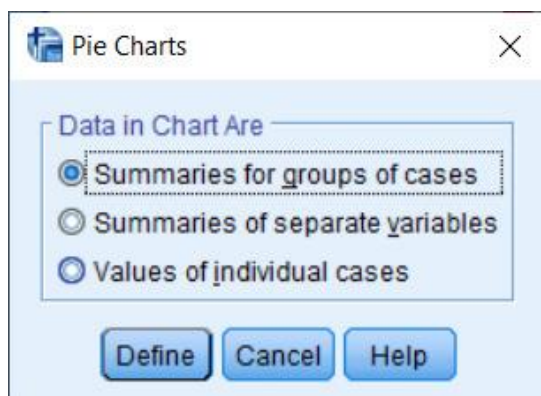 Pie Charts
Data in Chart Are
Summaries for groups of cases
Summaries of separate variables
Values of individual cases
Define Cancel Help